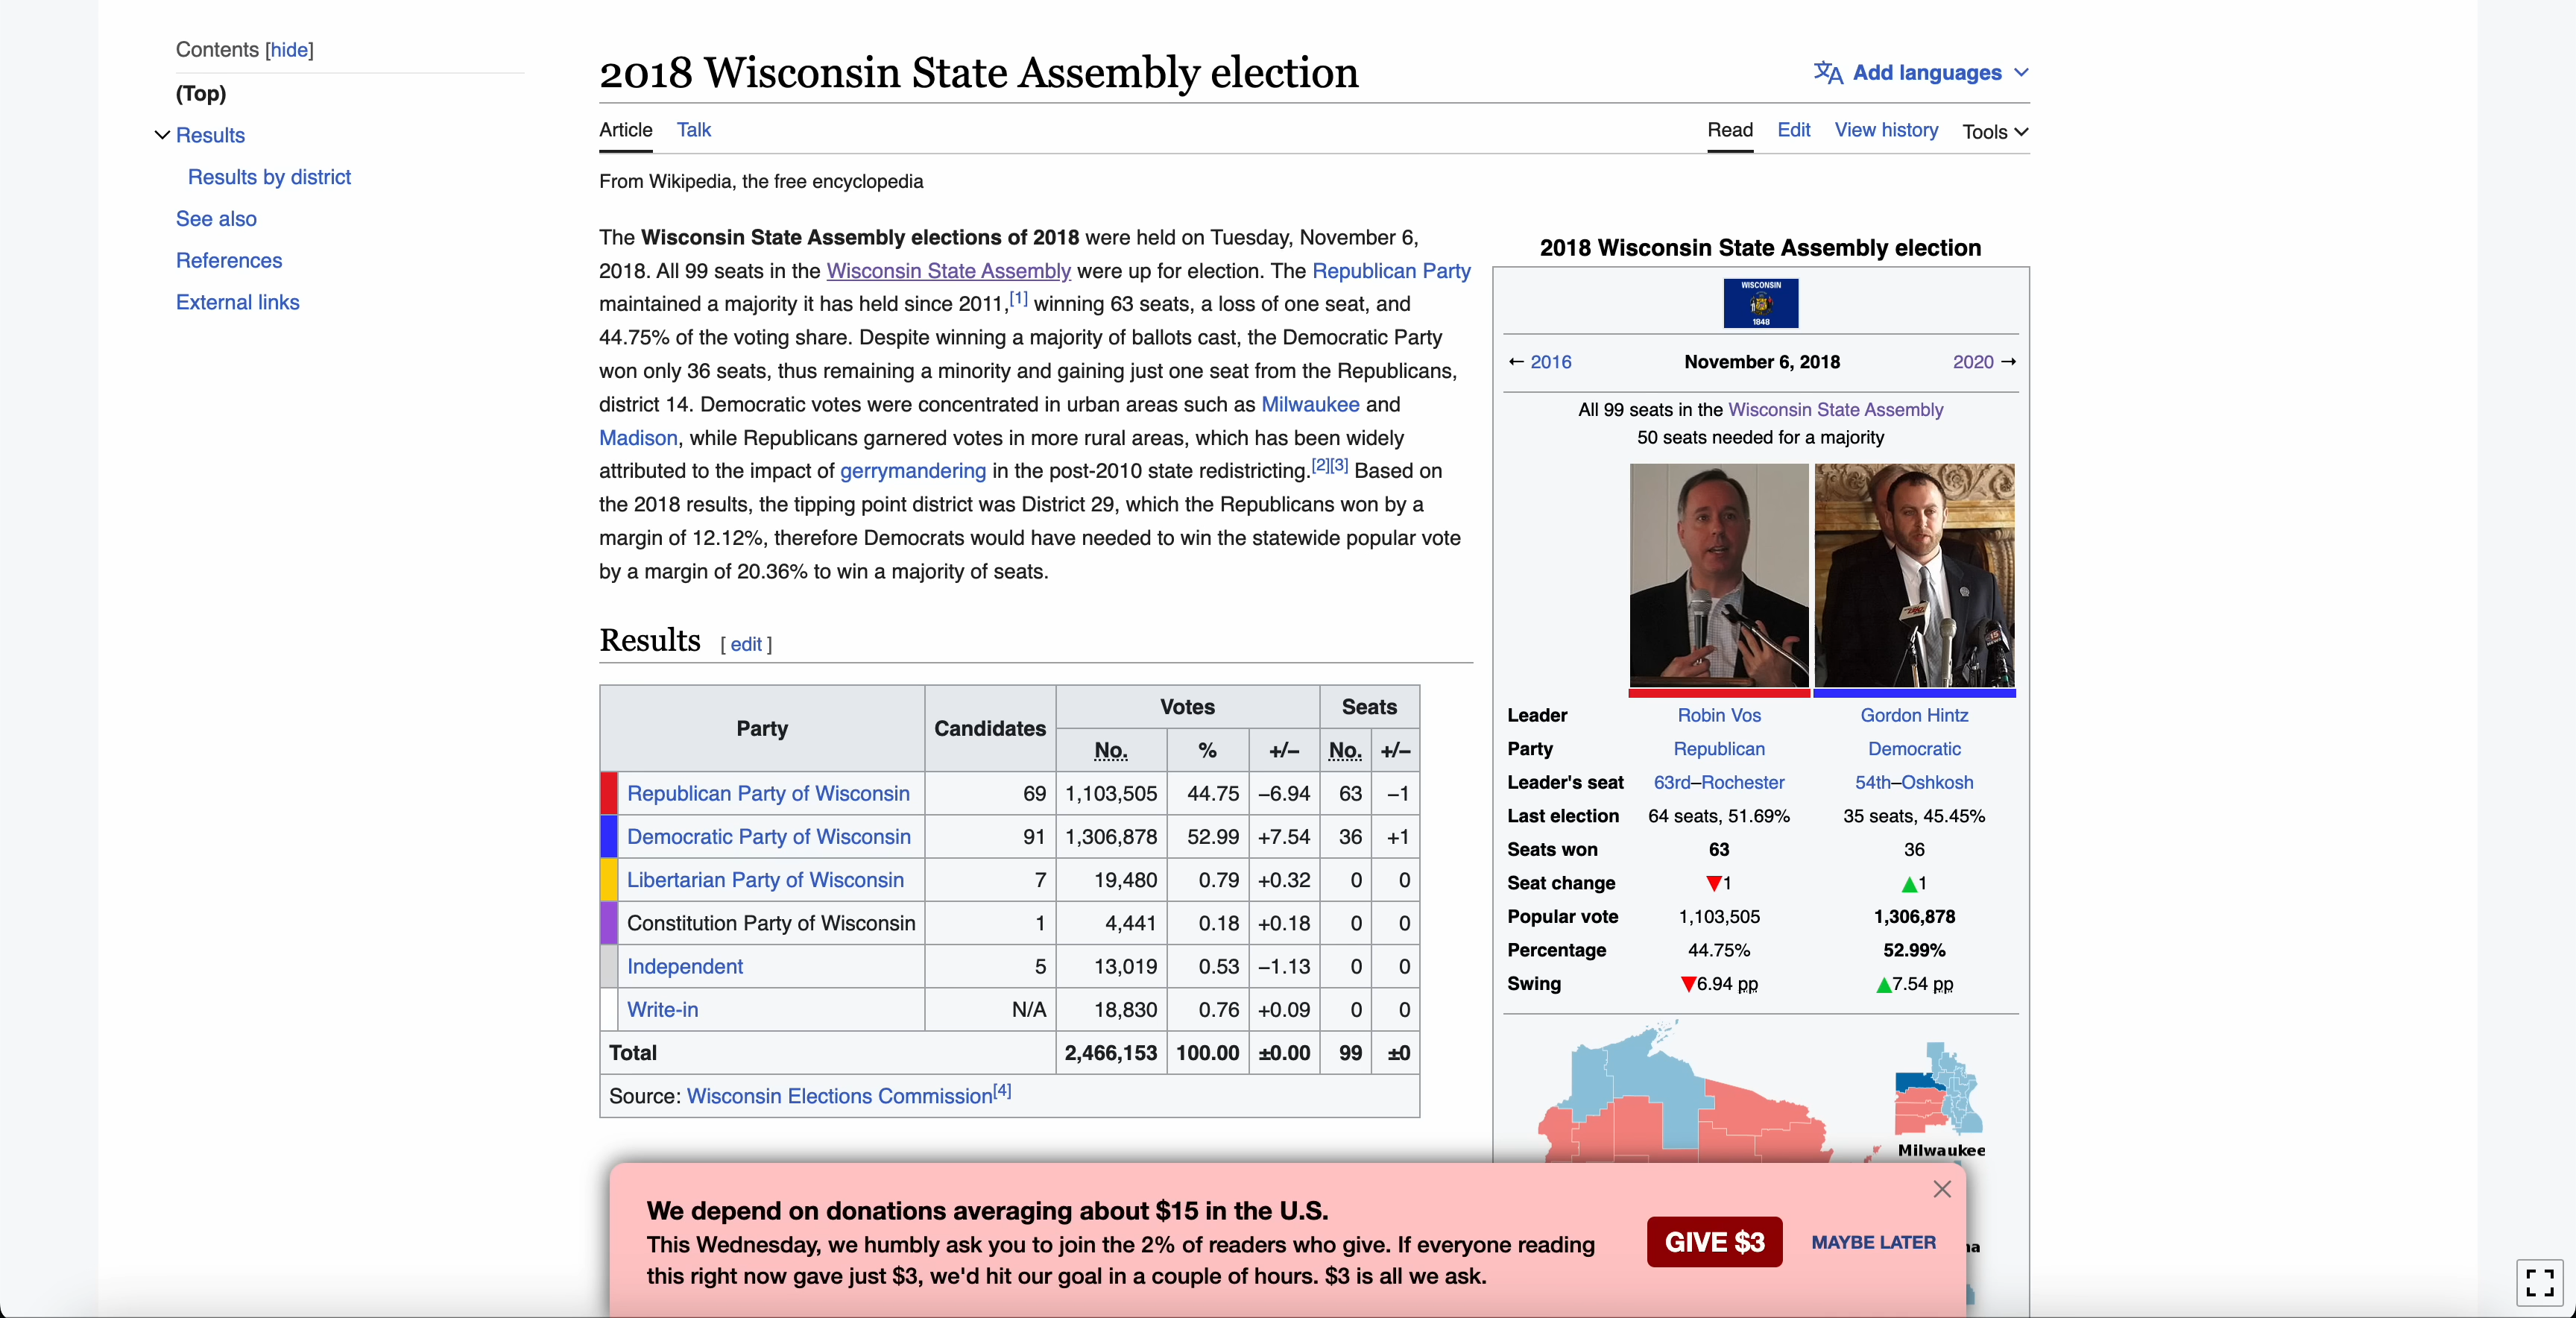 Contents [hide]
(Top)
Results
Results by district
See also
References
External links
2018 Wisconsin State Assembly election
Add languages
Article Talk
Read Edit View history Tools
From Wikipedia, the free encyclopedia
The Wisconsin State Assembly elections of 2018 were held on Tuesday, November 6,
2018. All 99 seats in the Wisconsin State Assembly were up for election. The Republican Party
maintained a majority it has held since 2011,[1] winning 63 seats, a loss of one seat, and
44.75% of the voting share. Despite winning a majority of ballots cast, the Democratic Party
won only 36 seats, thus remaining a minority and gaining just one seat from the Republicans,
district 14. Democratic votes were concentrated in urban areas such as Milwaukee and
Madison, while Republicans garnered votes in more rural areas, which has been widely
attributed to the impact of gerrymandering in the post-2010 state redistricting.[2][3] Based on
the 2018 results, the tipping point district was District 29, which the Republicans won by a
margin of 12.12%, therefore Democrats would have needed to win the statewide popular vote
by a margin of 20.36% to win a majority of seats.
Results [ edit ]
Party Candidates Votes Seats
No. % +/– No. +/–
Republican Party of Wisconsin 69 1,103,505 44.75 –6.94 63 –1
Democratic Party of Wisconsin 91 1,306,878 52.99 +7.54 36 +1
Libertarian Party of Wisconsin 7 19,480 0.79 +0.32 0 0
Constitution Party of Wisconsin 1 4,441 0.18 +0.18 0 0
Independent 5 13,019 0.53 –1.13 0 0
Write-in N/A 18,830 0.76 +0.09 0 0
Total 2,466,153 100.00 ±0.00 99 ±0
Source: Wisconsin Elections Commission[4]
2018 Wisconsin State Assembly election
WISCONSIN
1848
← 2016 November 6, 2018 2020 →
All 99 seats in the Wisconsin State Assembly
50 seats needed for a majority
Leader Robin Vos Gordon Hintz
Party Republican Democratic
Leader's seat 63rd–Rochester 54th–Oshkosh
Last election 64 seats, 51.69% 35 seats, 45.45%
Seats won 63 36
Seat change ▼1 ▲1
Popular vote 1,103,505 1,306,878
Percentage 44.75% 52.99%
Swing ▼6.94 pp ▲7.54 pp
Milwaukee
We depend on donations averaging about $15 in the U.S.
This Wednesday, we humbly ask you to join the 2% of readers who give. If everyone reading
this right now gave just $3, we'd hit our goal in a couple of hours. $3 is all we ask.
GIVE $3
MAYBE LATER